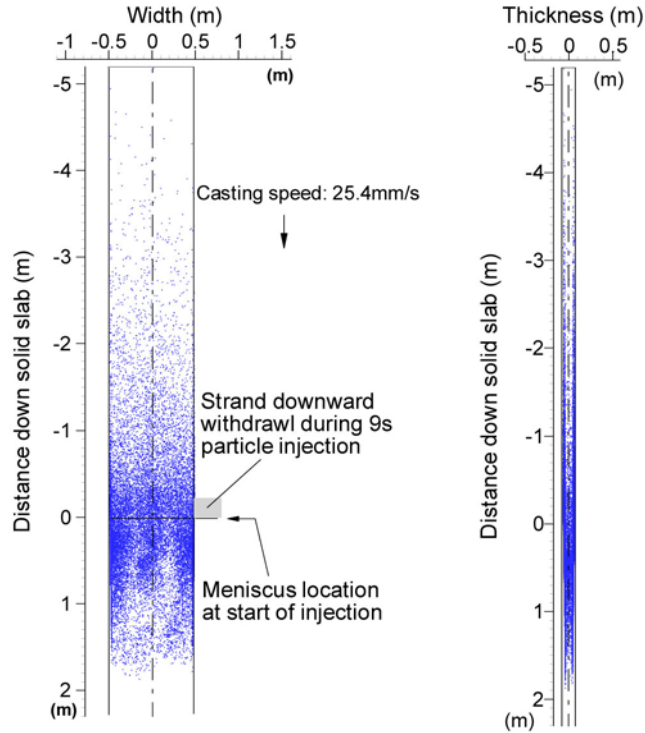 Width (m)
-1 -0.5 0 0.5 1 1.5
(m)
Thickness (m)
-0.5 0 0.5
(m)
Distance down solid slab (m)
-5
-4
-3
-2
-1
0
1
2
(m)
Casting speed: 25.4mm/s
Strand downward
withdrawl during 9s
particle injection
Meniscus location
at start of injection
Distance down solid slab (m)
-5
-4
-3
-2
-1
0
1
2
(m)